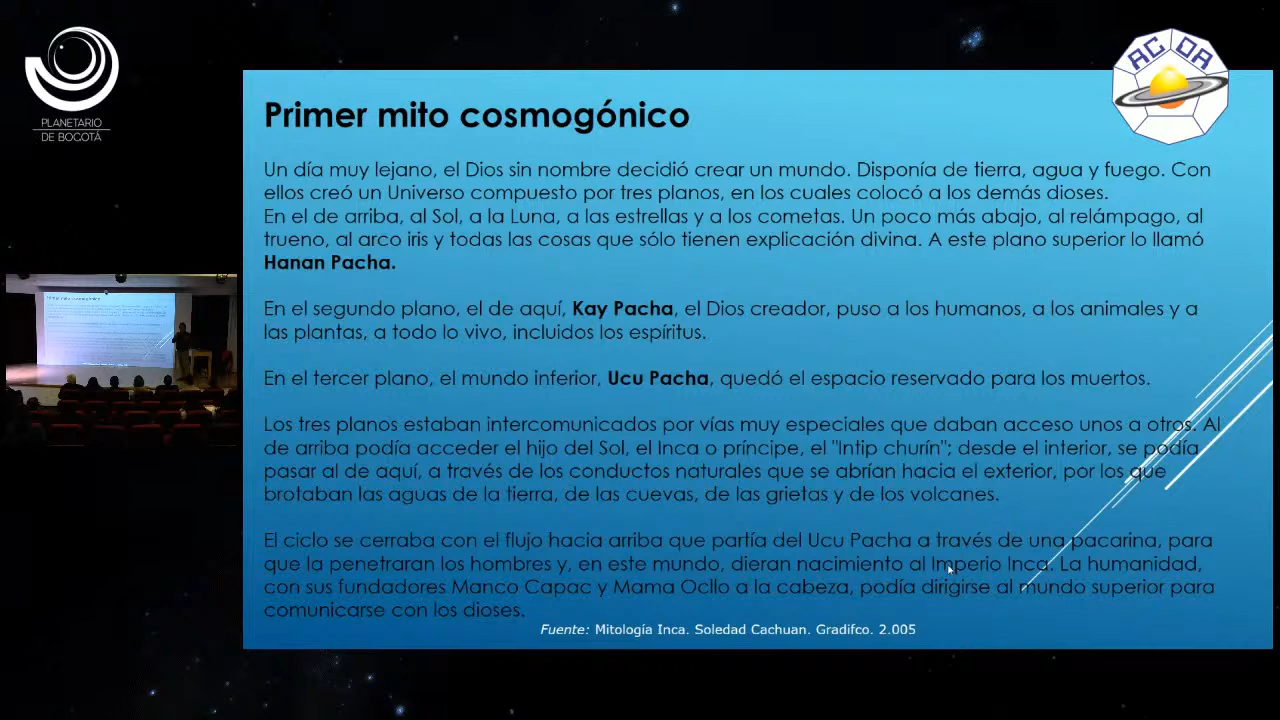 PLANETARIO
DE BOGOTÁ
ACDA
Primer mito cosmogónico
Un día muy lejano, el Dios sin nombre decidió crear un mundo. Disponía de tierra, agua y fuego. Con
ellos creó un Universo compuesto por tres planos, en los cuales colocó a los demás dioses.
En el de arriba, al Sol, a la Luna, a las estrellas y a los cometas. Un poco más abajo, al relámpago, al
trueno, al arco iris y todas las cosas que sólo tienen explicación divina. A este plano superior lo llamó
Hanan Pacha.
En el segundo plano, el de aquí, Kay Pacha, el Dios creador, puso a los humanos, a los animales y a
las plantas, a todo lo vivo, incluidos los espíritus.
En el tercer plano, el mundo inferior, Ucu Pacha, quedó el espacio reservado para los muertos.
Los tres planos estaban intercomunicados por vías muy especiales que daban acceso unos a otros. Al
de arriba podía acceder el hijo del Sol, el Inca o príncipe, el "Intip churín"; desde el interior, se podía
pasar al de aquí, a través de los conductos naturales que se abrían hacia el exterior, por los que
brotaban las aguas de la tierra, de las cuevas, de las grietas y de los volcanes.
El ciclo se cerraba con el flujo hacia arriba que partía del Ucu Pacha a través de una pacarina, para
que la penetraran los hombres y, en este mundo, dieran nacimiento al Imperio Inca. La humanidad,
con sus fundadores Manco Capac y Mama Ocllo a la cabeza, podía dirigirse al mundo superior para
comunicarse con los dioses.
Fuente: Mitología Inca. Soledad Cachuan. Gradifco. 2.005
Primer mito cosmogónico